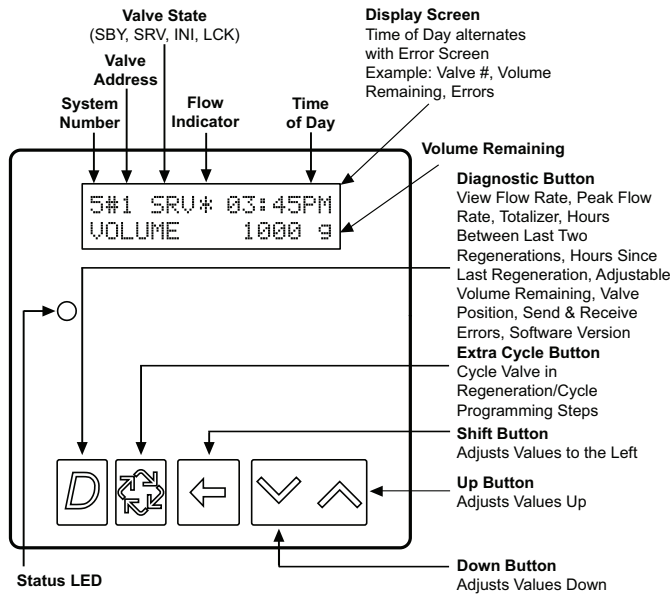 Valve State
(SBY, SRV, INI, LCK)
Valve
Address
System
Number
Flow
Indicator
Time
of Day
Display Screen
Time of Day alternates
with Error Screen
Example: Valve #, Volume
Remaining, Errors
Volume Remaining
5#1 SRV* 03:45PM
VOLUME 1000 g
Diagnostic Button
View Flow Rate, Peak Flow
Rate, Totalizer, Hours
Between Last Two
Regenerations, Hours Since
Last Regeneration, Adjustable
Volume Remaining, Valve
Position, Send & Receive
Errors, Software Version
Extra Cycle Button
Cycle Valve in
Regeneration/Cycle
Programming Steps
Shift Button
Adjusts Values to the Left
Up Button
Adjusts Values Up
D
Down Button
Adjusts Values Down
Status LED